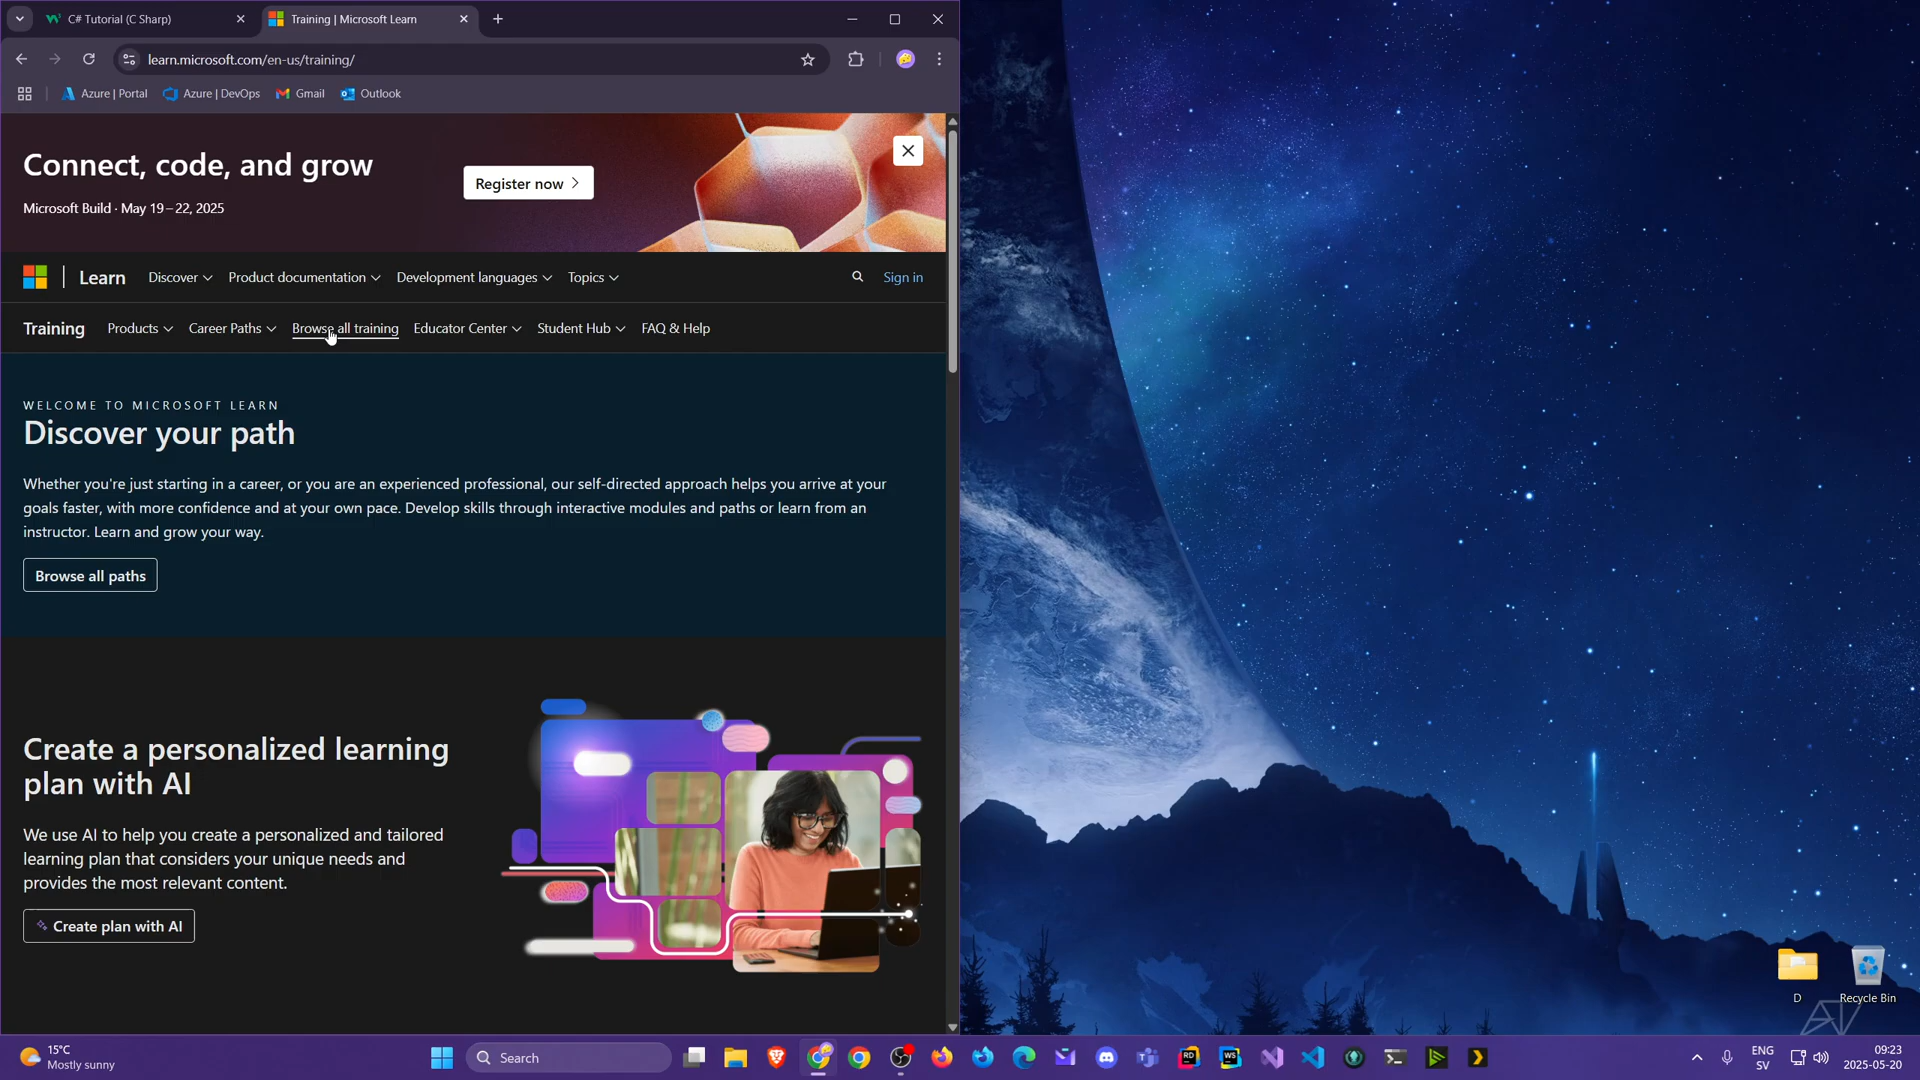 C# Tutorial (C Sharp)
Training | Microsoft Learn
learn.microsoft.com/en-us/training/
Azure | Portal
Azure | DevOps
Gmail
Outlook
Connect, code, and grow
Microsoft Build · May 19–22, 2025
Register now
Learn
Discover
Product documentation
Development languages
Topics
Sign in
Training
Products
Career Paths
Browse all training
Educator Center
Student Hub
FAQ & Help
WELCOME TO MICROSOFT LEARN
Discover your path
Whether you're just starting in a career, or you are an experienced professional, our self-directed approach helps you arrive at your
goals faster, with more confidence and at your own pace. Develop skills through interactive modules and paths or learn from an
instructor. Learn and grow your way.
Browse all paths
Create a personalized learning
plan with AI
We use AI to help you create a personalized and tailored
learning plan that considers your unique needs and
provides the most relevant content.
Create plan with AI
D
Recycle Bin
15°C
Mostly sunny
Search
RD
WS
ENG
SV
09:23
2025-05-20